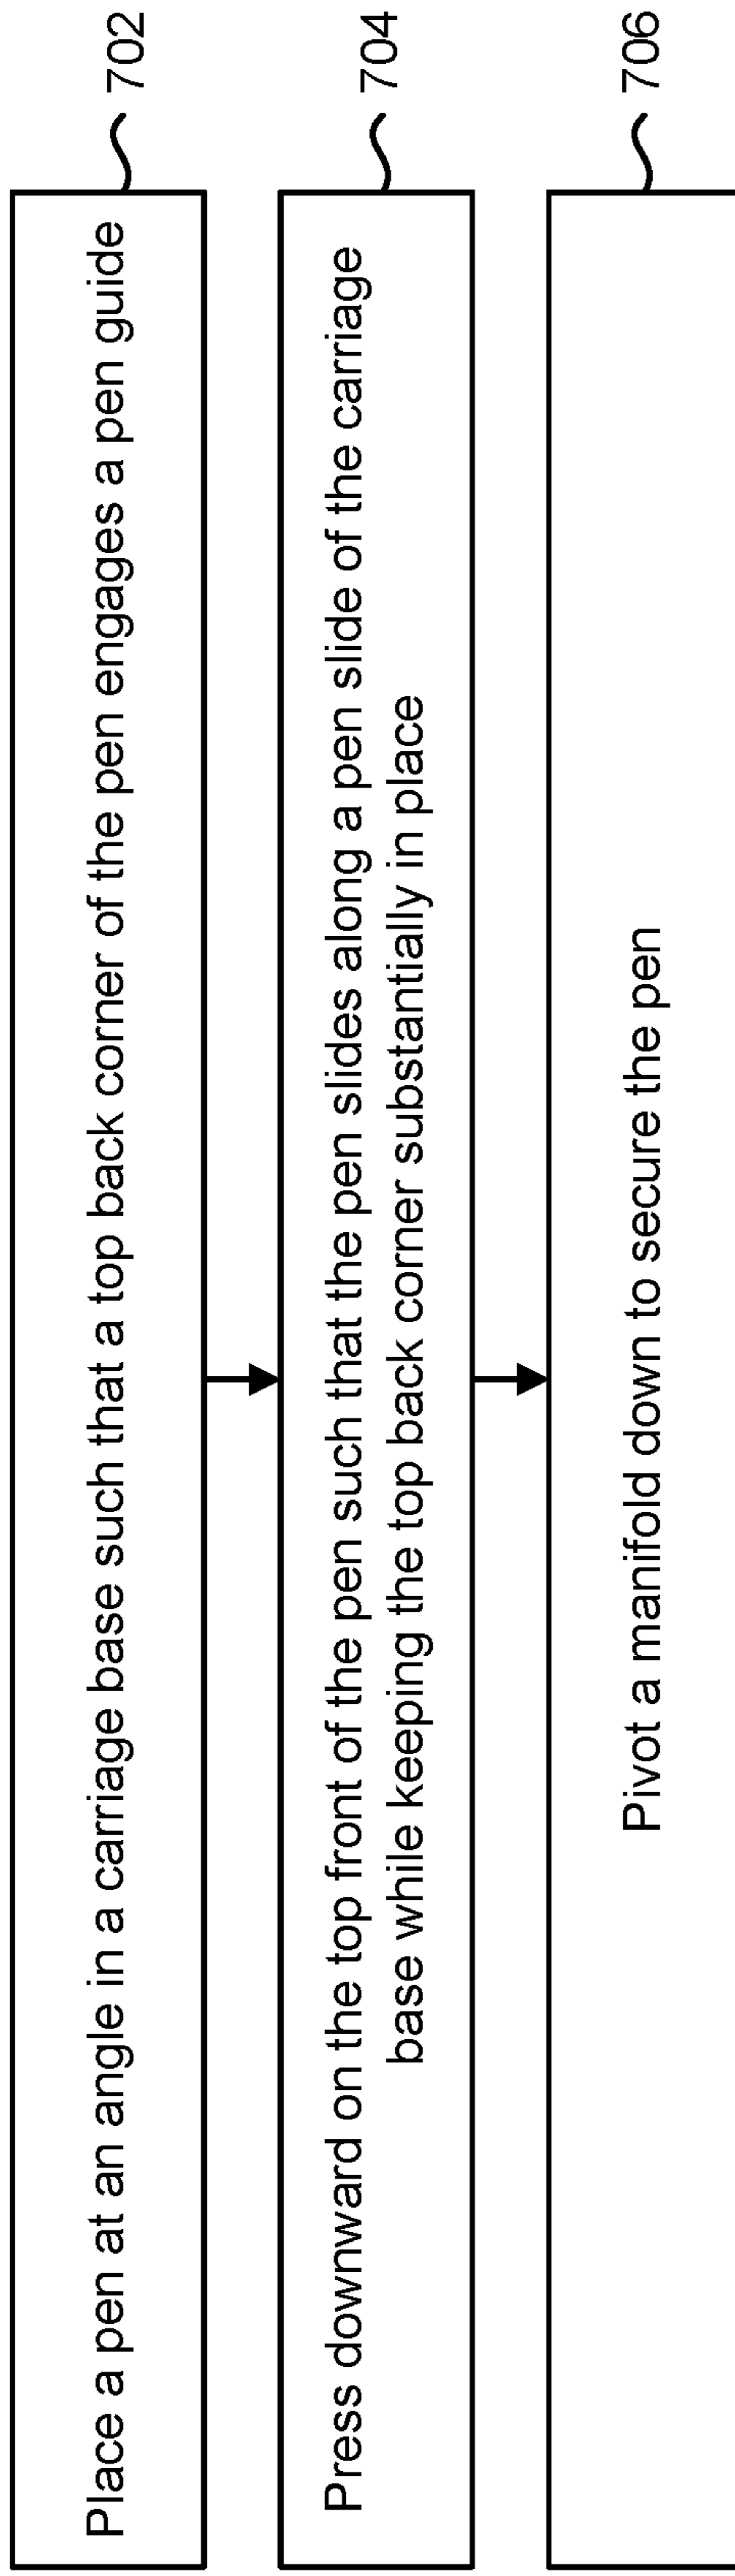 Place a pen at an angle in a carriage base such that a top back corner of the pen engages a pen guide
702
Press downward on the top front of the pen such that the pen slides along a pen slide of the carriage
base while keeping the top back corner substantially in place
704
Pivot a manifold down to secure the pen
706